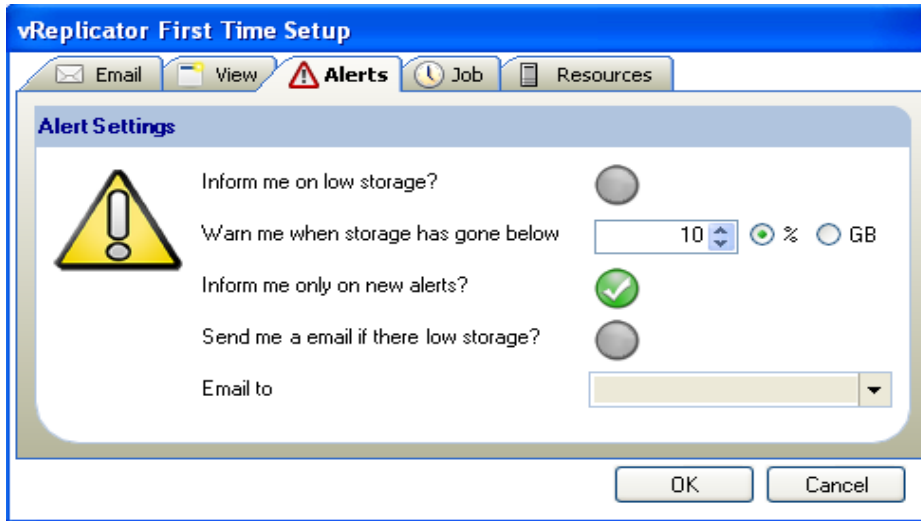 vReplicator First Time Setup
Email View Alerts Job Resources
Alert Settings
Inform me on low storage?
Warn me when storage has gone below 10 % GB
Inform me only on new alerts?
Send me a email if there low storage?
Email to
OK Cancel